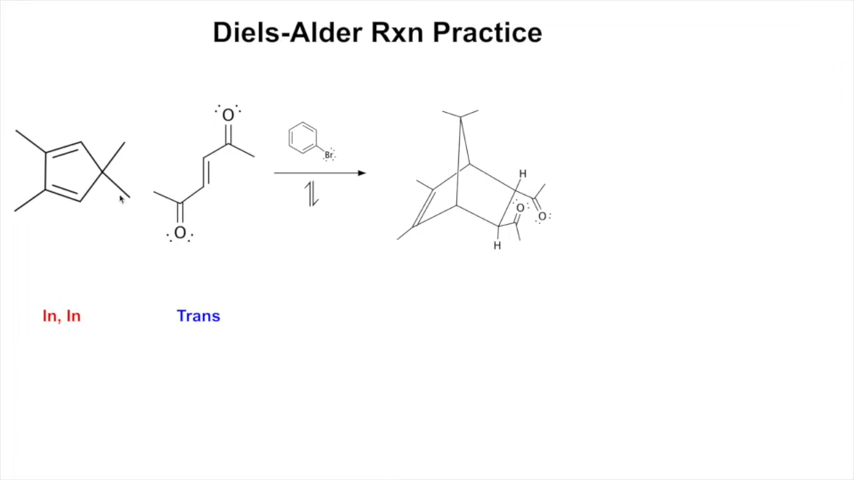 Diels-Alder Rxn Practice
O
Br
H
O
O
H
O
In, In
Trans